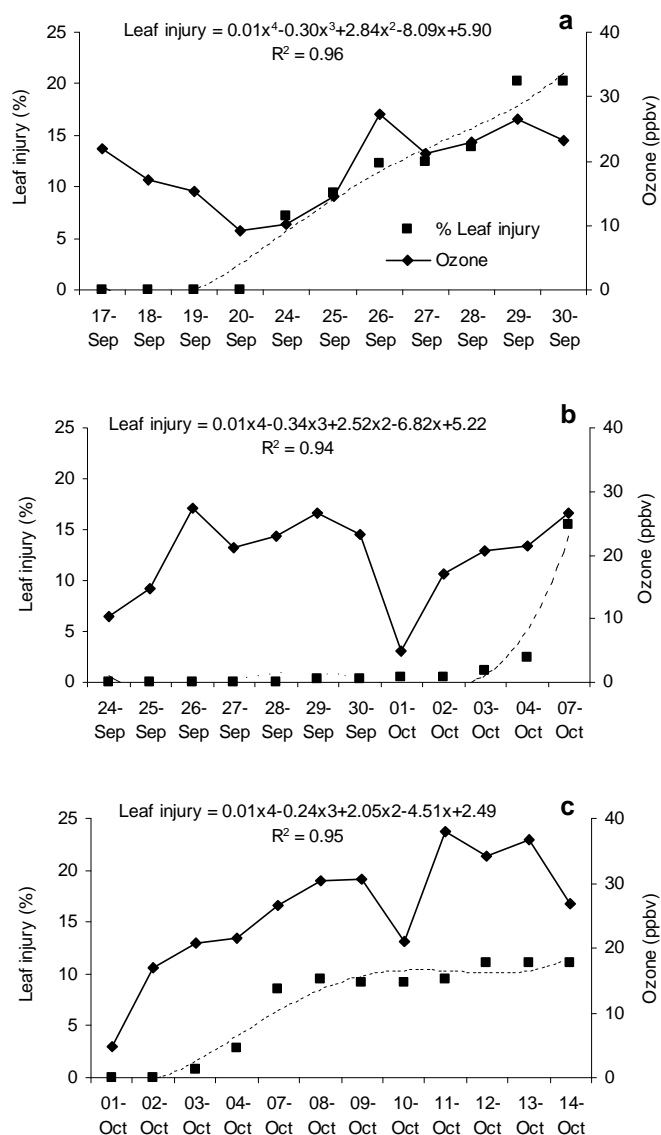 a
Leaf injury = 0.01x⁴-0.30x³+2.84x²-8.09x+5.90
R² = 0.96
Leaf injury (%)
25
20
15
10
5
0
Ozone (ppbv)
40
30
20
10
0
% Leaf injury
Ozone
17- 18- 19- 20- 24- 25- 26- 27- 28- 29- 30-
Sep Sep Sep Sep Sep Sep Sep Sep Sep Sep Sep
b
Leaf injury = 0.01x4-0.34x3+2.52x2-6.82x+5.22
R² = 0.94
Leaf injury (%)
25
20
15
10
5
0
Ozone (ppbv)
40
30
20
10
0
24- 25- 26- 27- 28- 29- 30- 01- 02- 03- 04- 07-
Sep Sep Sep Sep Sep Sep Sep Oct Oct Oct Oct Oct
c
Leaf injury = 0.01x4-0.24x3+2.05x2-4.51x+2.49
R² = 0.95
Leaf injury (%)
25
20
15
10
5
0
Ozone (ppbv)
40
30
20
10
0
01- 02- 03- 04- 07- 08- 09- 10- 11- 12- 13- 14-
Oct Oct Oct Oct Oct Oct Oct Oct Oct Oct Oct Oct